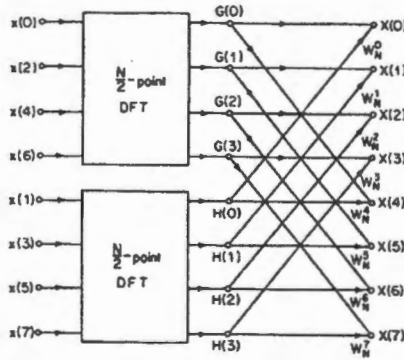 x(0)
x(2)
x(4)
x(6)
N/2 - point
DFT
x(1)
x(3)
x(5)
x(7)
N/2 - point
DFT
G(0)
G(1)
G(2)
G(3)
H(0)
H(1)
H(2)
H(3)
X(0)
W_N^0
X(1)
W_N^1
X(2)
W_N^2
X(3)
W_N^3
X(4)
W_N^4
X(5)
W_N^5
X(6)
W_N^6
X(7)
W_N^7